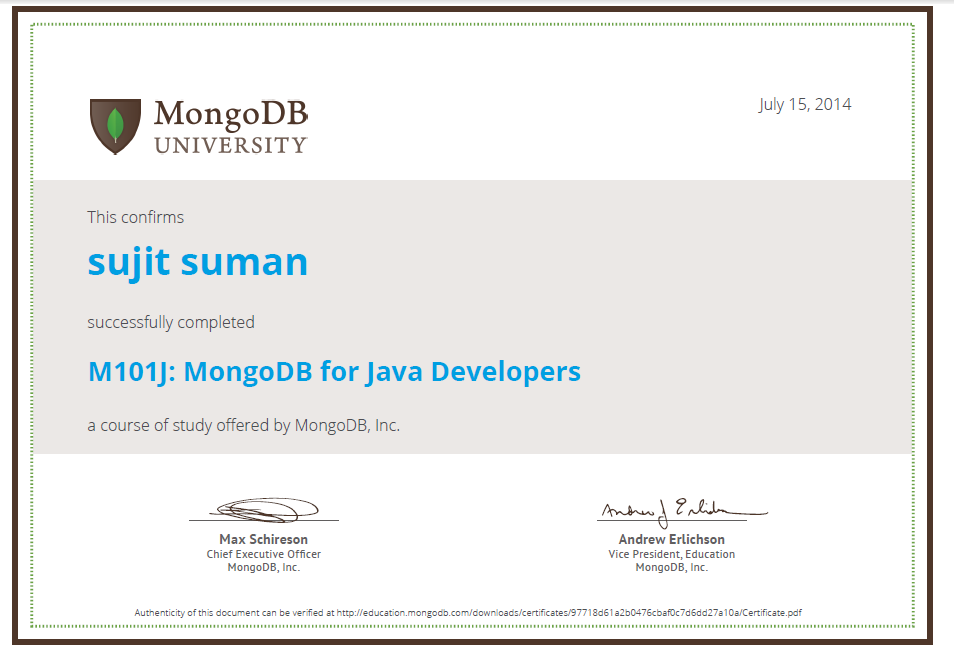 MongoDB
UNIVERSITY
July 15, 2014
This confirms
sujit suman
successfully completed
M101J: MongoDB for Java Developers
a course of study offered by MongoDB, Inc.
Andrew J Erlichson
Max Schireson
Chief Executive Officer
MongoDB, Inc.
Andrew Erlichson
Vice President, Education
MongoDB, Inc.
Authenticity of this document can be verified at http://education.mongodb.com/downloads/certificates/97718d61a2b0476cbaf0c7d6dd27a10a/Certificate.pdf